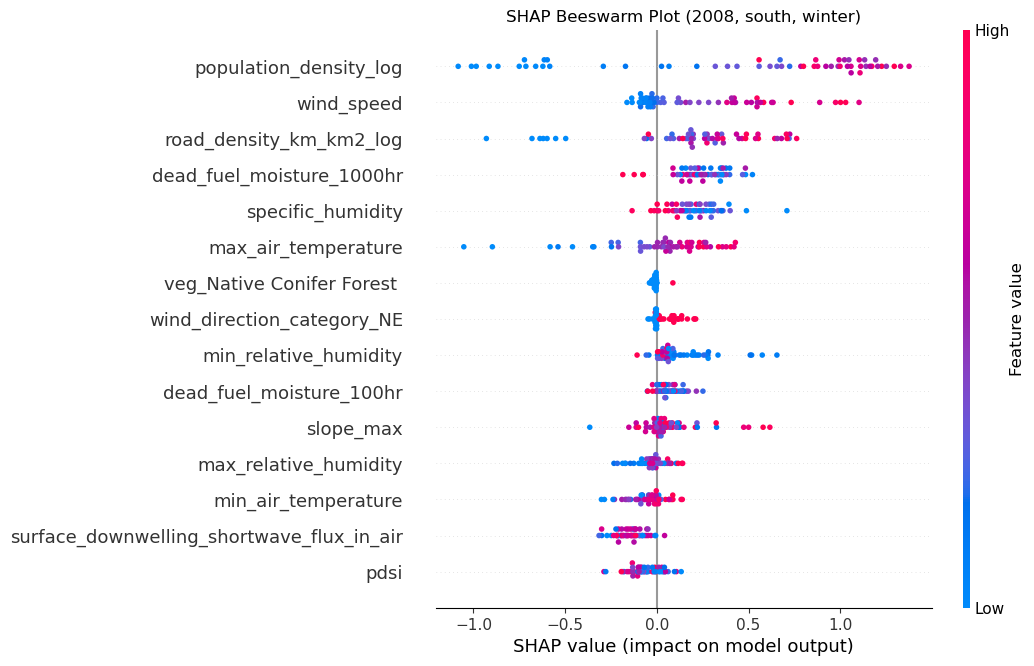 SHAP Beeswarm Plot (2008, south, winter)
High
population_density_log
wind_speed
road_density_km_km2_log
dead_fuel_moisture_1000hr
specific_humidity
max_air_temperature
veg_Native Conifer Forest
wind_direction_category_NE
min_relative_humidity
dead_fuel_moisture_100hr
slope_max
max_relative_humidity
min_air_temperature
surface_downwelling_shortwave_flux_in_air
pdsi
Feature value
Low
−1.0 −0.5 0.0 0.5 1.0
SHAP value (impact on model output)